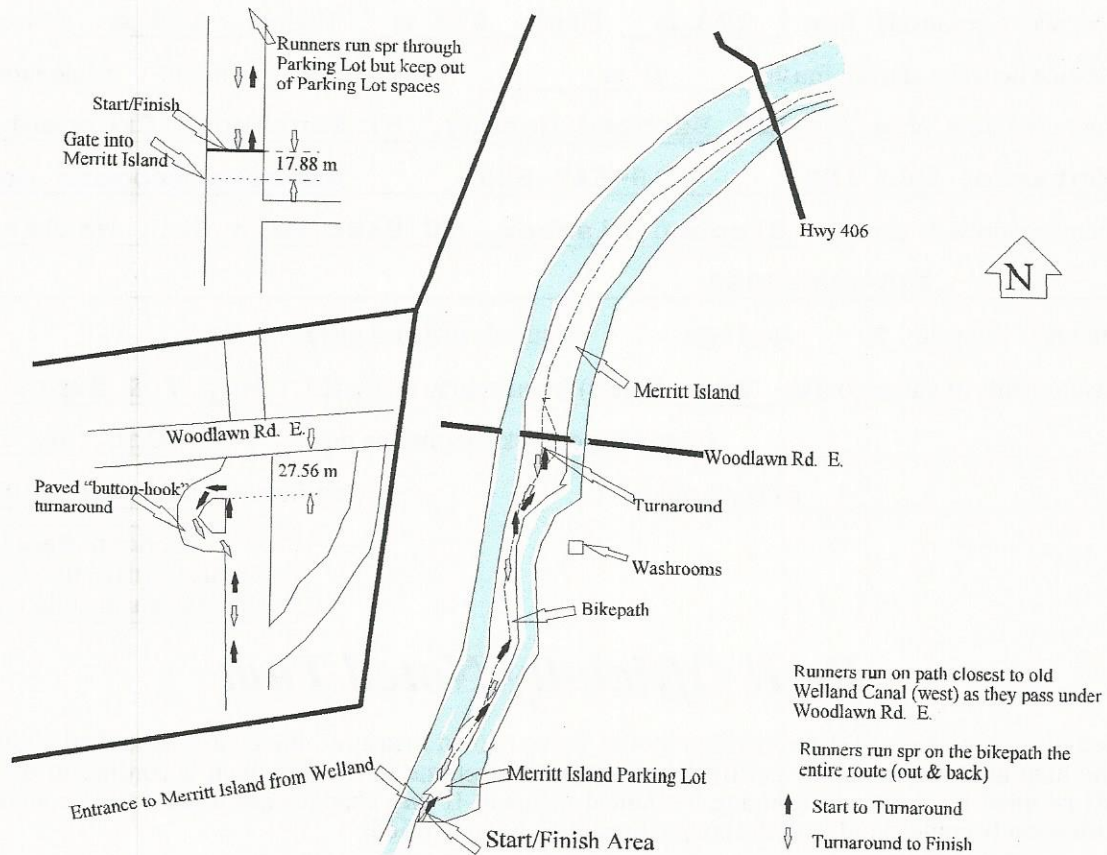 Runners run spr through
Parking Lot but keep out
of Parking Lot spaces
Start/Finish
Gate into
Merritt Island
17.88 m
Hwy 406
N
Merritt Island
Woodlawn Rd. E.
Woodlawn Rd. E.
27.56 m
Paved "button-hook"
turnaround
Turnaround
Washrooms
Bikepath
Runners run on path closest to old
Welland Canal (west) as they pass under
Woodlawn Rd. E.
Runners run spr on the bikepath the
entire route (out & back)
Entrance to Merritt Island from Welland
Merritt Island Parking Lot
Start to Turnaround
Start/Finish Area
Turnaround to Finish